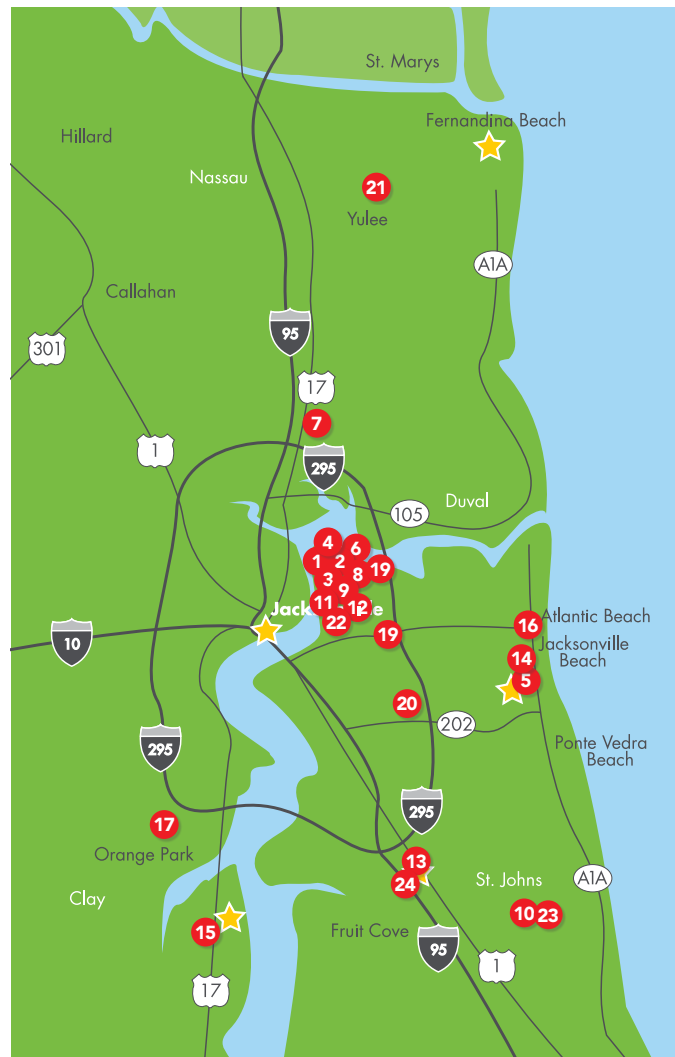 St. Marys
Fernandina Beach
Hillard
Nassau
21
Yulee
A1A
Callahan
95
301
17
7
1
295
Duval
105
4
6
1
2
19
3
8
9
11
12
Jacksonville
22
16
Atlantic Beach
19
10
14
Jacksonville
Beach
5
20
202
295
Ponte Vedra
Beach
295
17
Orange Park
13
24
St. Johns
A1A
Clay
10
23
15
Fruit Cove
95
1
17